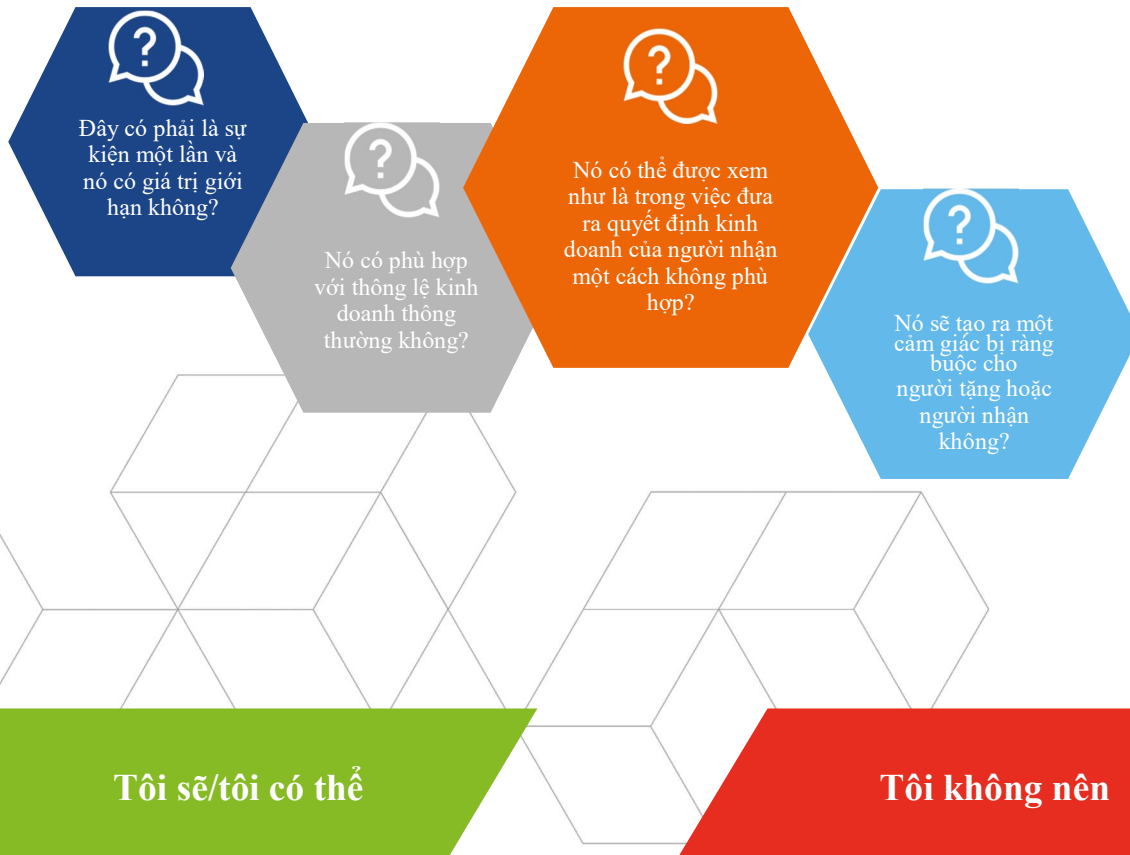 Đây có phải là sự
kiện một lần và
nó có giá trị giới
hạn không?
Nó có phù hợp
với thông lệ kinh
doanh thông
thường không?
Nó có thể được xem
như là trong việc đưa
ra quyết định kinh
doanh của người nhận
một cách không phù
hợp?
Nó sẽ tạo ra một
cảm giác bị ràng
buộc cho
người tặng hoặc
người nhận
không?
Tôi sẽ/tôi có thể
Tôi không nên